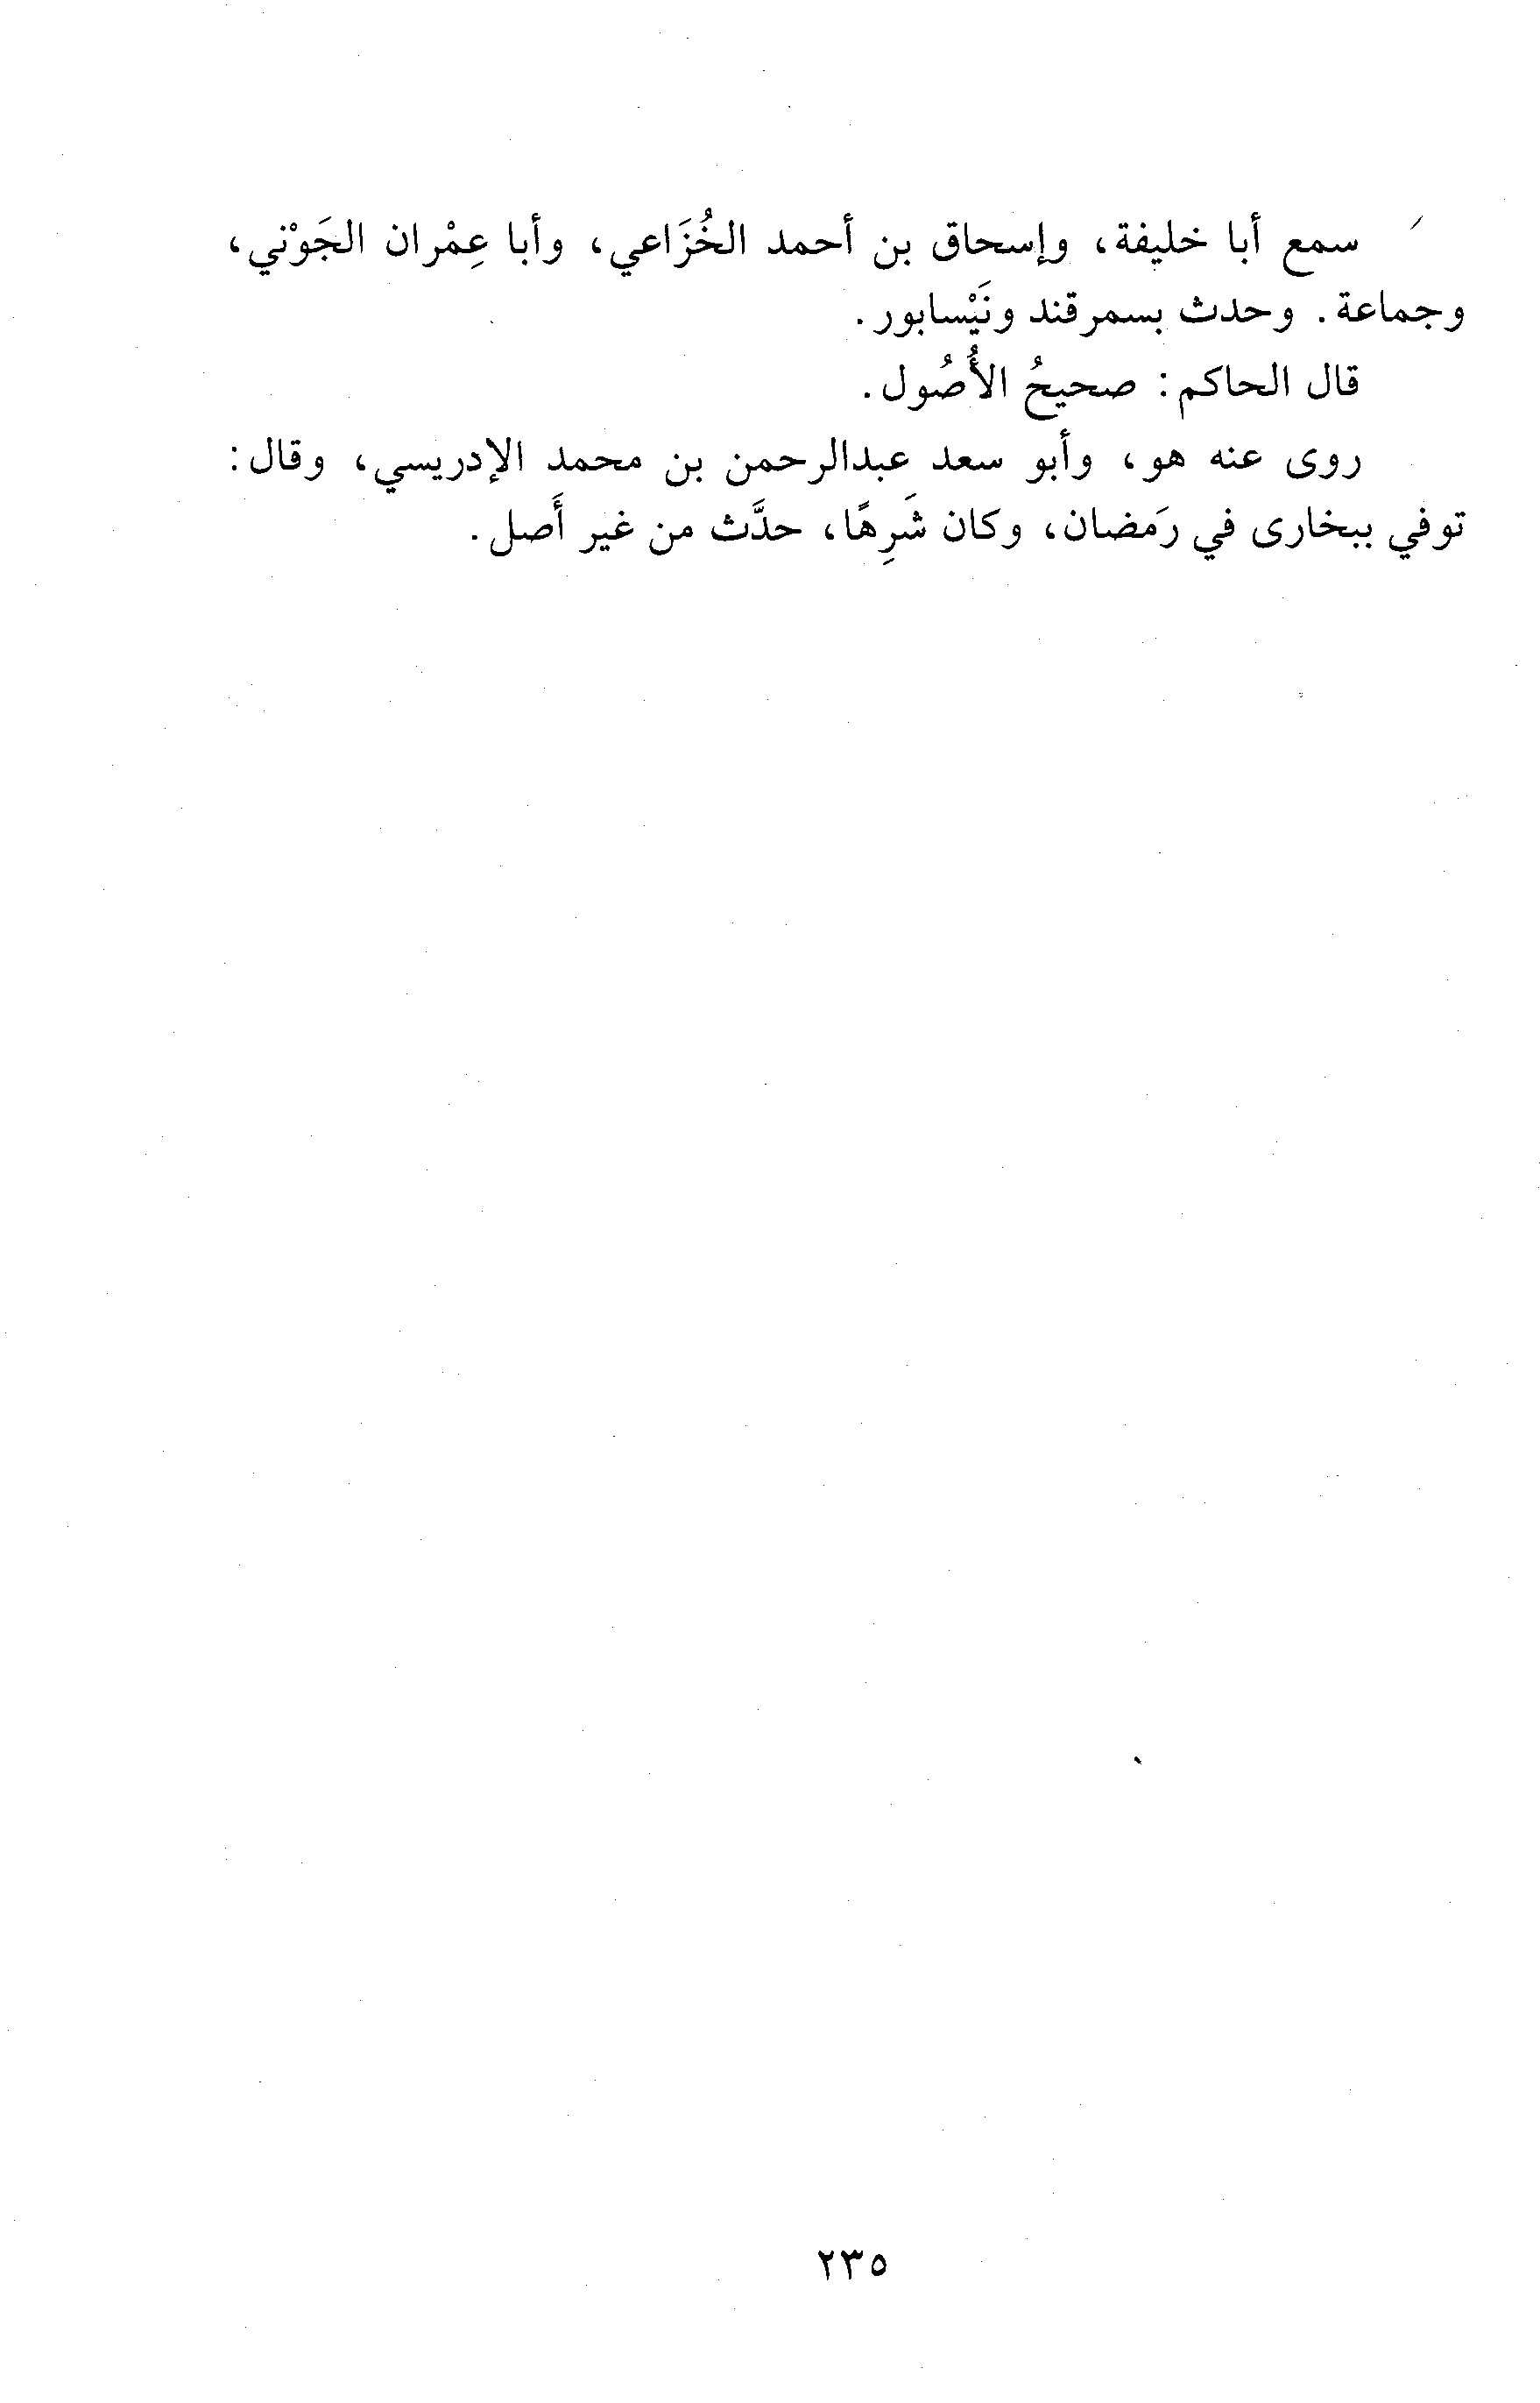 سمع أبا خليفة، وإسحاق بن أحمد الخُزَاعي، وأبا عِمْران الجَوْني،
وجماعة. وحدث بسمرقند ونَيْسابور.
قال الحاكم: صحيحُ الأُصُول.
روى عنه هو، وأبو سعد عبدالرحمن بن محمد الإدريسي، وقال:
توفي ببخارى في رَمضان، وكان شَرِهًا، حدَّث من غير أَصل.
٢٣٥